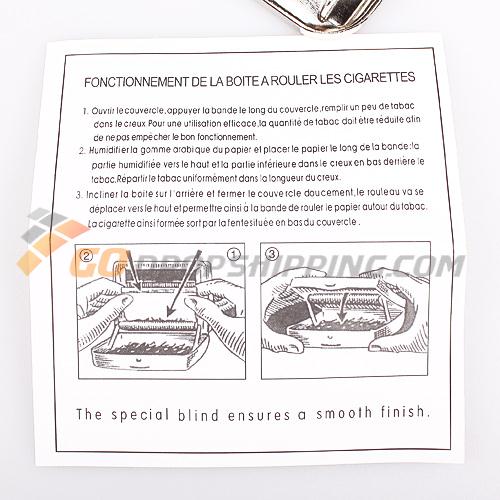 FONCTIONNEMENT DE LA BOITE A ROULER LES CIGARETTES
1. Ouvrir le couvercle, appuyer la bande le long du couvercle, remplir un peu de tabac
dans le creux. Pour une utilisation efficace, la quantité de tabac doit être réduite afin
de ne pas empêcher le bon fonctionnement.
2. Humidifier la gomme arabique du papier et placer le papier le long de la bande: la
partie humidifiée vers le haut et la partie inférieure dans le creux en bas derrière le
tabac. Répartir le tabac uniformément dans la longueur du creux.
3. Incliner la boite sur l'arrière et fermer le couvercle doucement, le rouleau va se
déplacer vers le haut et permettre ainsi à la bande de rouler le papier autour du tabac.
La cigarette ainsi formée sort par la fente située en bas du couvercle.
GODROPSHIPPING.COM
2 1 3
The special blind ensures a smooth finish.